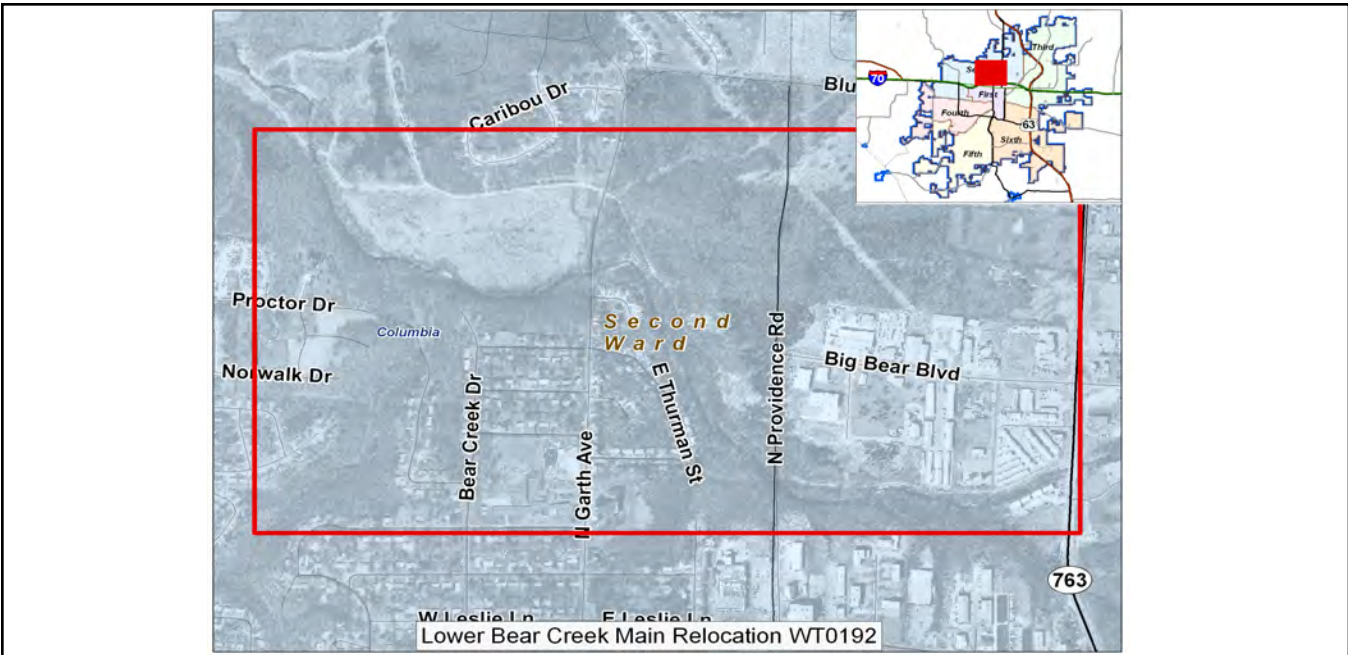 Third
Se
70
First
Fourth
63
Sixth
Fifth
Caribou Dr
Blu
Proctor Dr
Columbia
Second
Ward
Norwalk Dr
Big Bear Blvd
Bear Creek Dr
N Garth Ave
E Thurman St
N Providence Rd
763
W Leslie Ln
E Leslie Ln
Lower Bear Creek Main Relocation WT0192